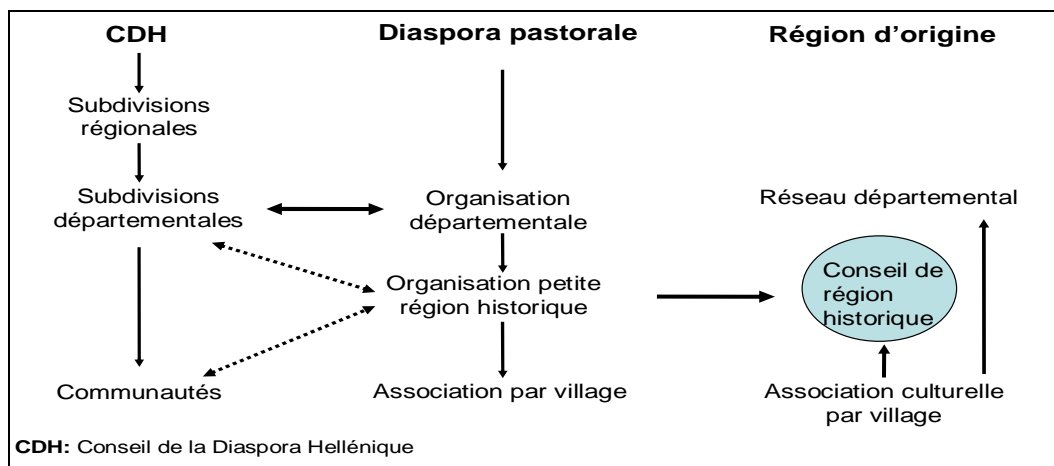 CDH
Diaspora pastorale
Région d'origine
Subdivisions
régionales
Subdivisions
départementales
Organisation
départementale
Réseau départemental
Organisation petite
région historique
Conseil de
région
historique
Communautés
Association par village
Association culturelle
par village
CDH: Conseil de la Diaspora Hellénique